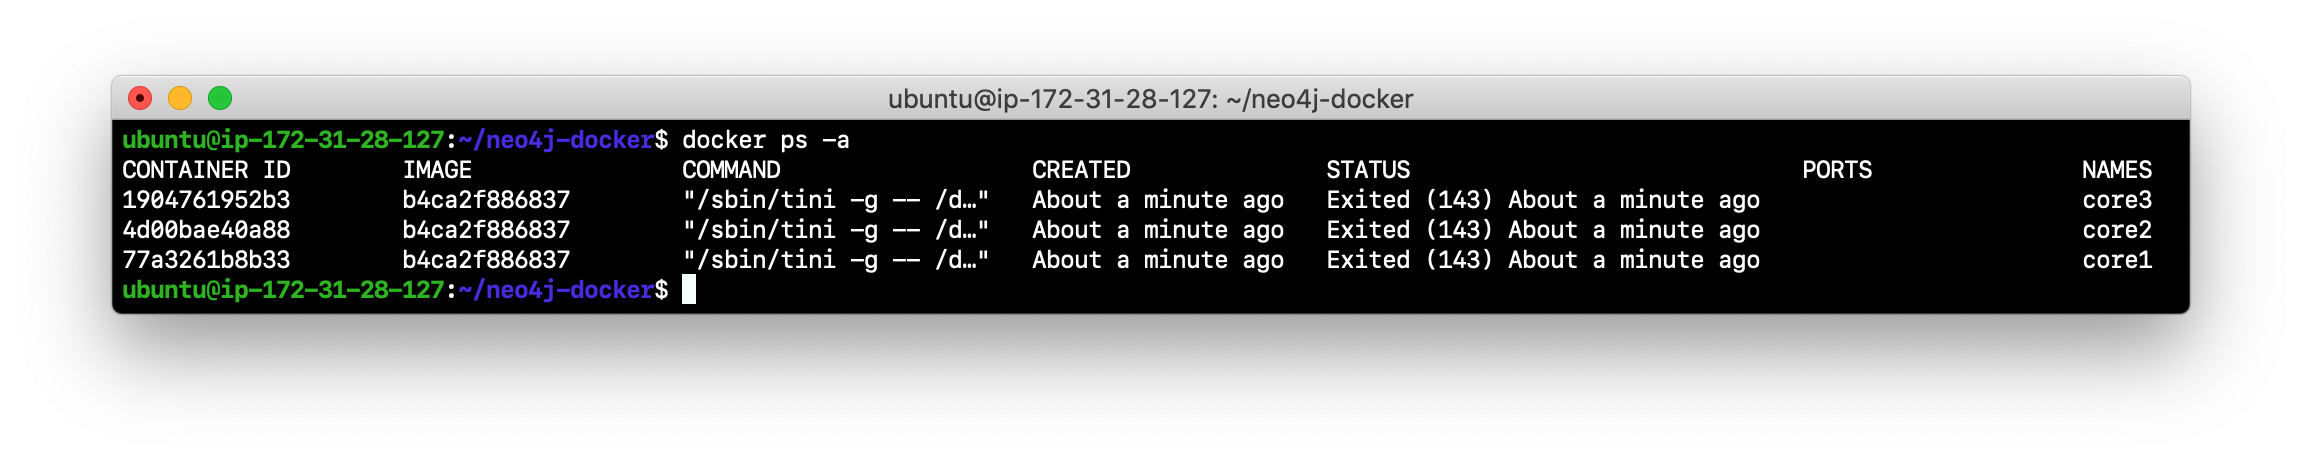 ubuntu@ip-172-31-28-127: ~/neo4j-docker
ubuntu@ip-172-31-28-127:~/neo4j-docker$ docker ps -a
CONTAINER ID        IMAGE               COMMAND                  CREATED              STATUS                            PORTS               NAMES
1904761952b3        b4ca2f886837        "/sbin/tini -g -- /d…"   About a minute ago   Exited (143) About a minute ago                       core3
4d00bae40a88        b4ca2f886837        "/sbin/tini -g -- /d…"   About a minute ago   Exited (143) About a minute ago                       core2
77a3261b8b33        b4ca2f886837        "/sbin/tini -g -- /d…"   About a minute ago   Exited (143) About a minute ago                       core1
ubuntu@ip-172-31-28-127:~/neo4j-docker$